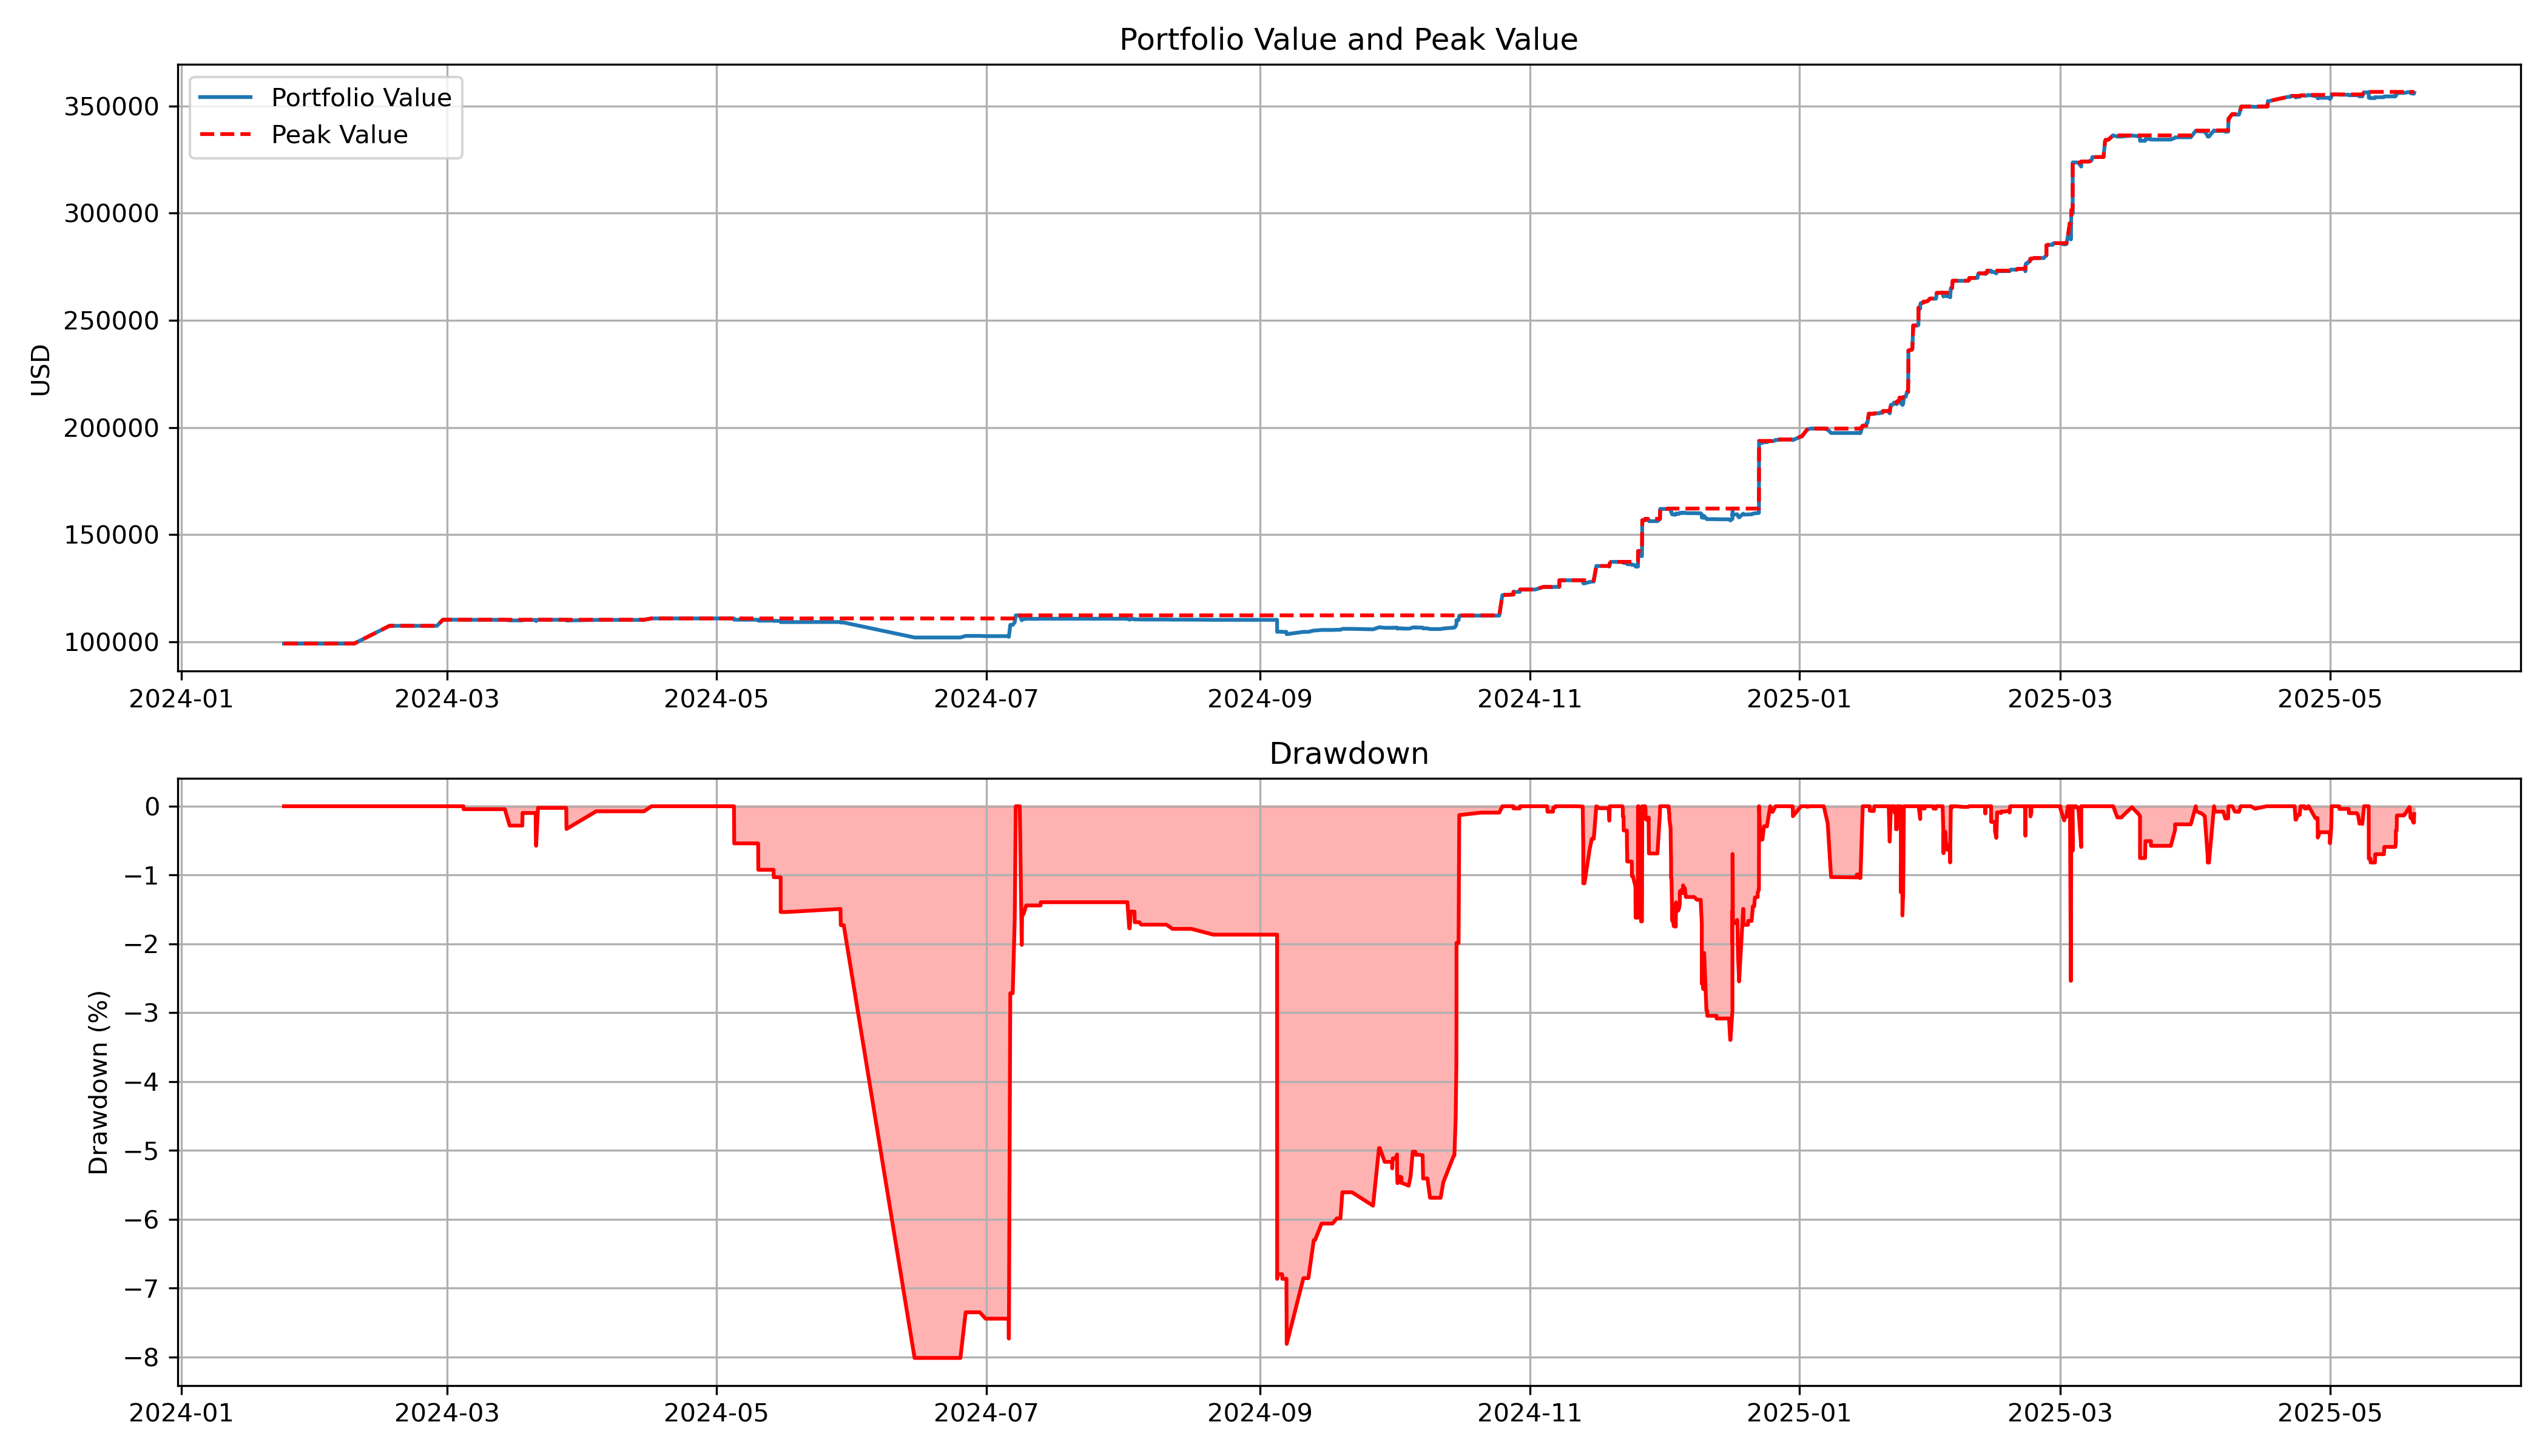 Portfolio Value and Peak Value
Portfolio Value
Peak Value
USD
350000
300000
250000
200000
150000
100000
2024-01 2024-03 2024-05 2024-07 2024-09 2024-11 2025-01 2025-03 2025-05
Drawdown
Drawdown (%)
0
−1
−2
−3
−4
−5
−6
−7
−8
2024-01 2024-03 2024-05 2024-07 2024-09 2024-11 2025-01 2025-03 2025-05